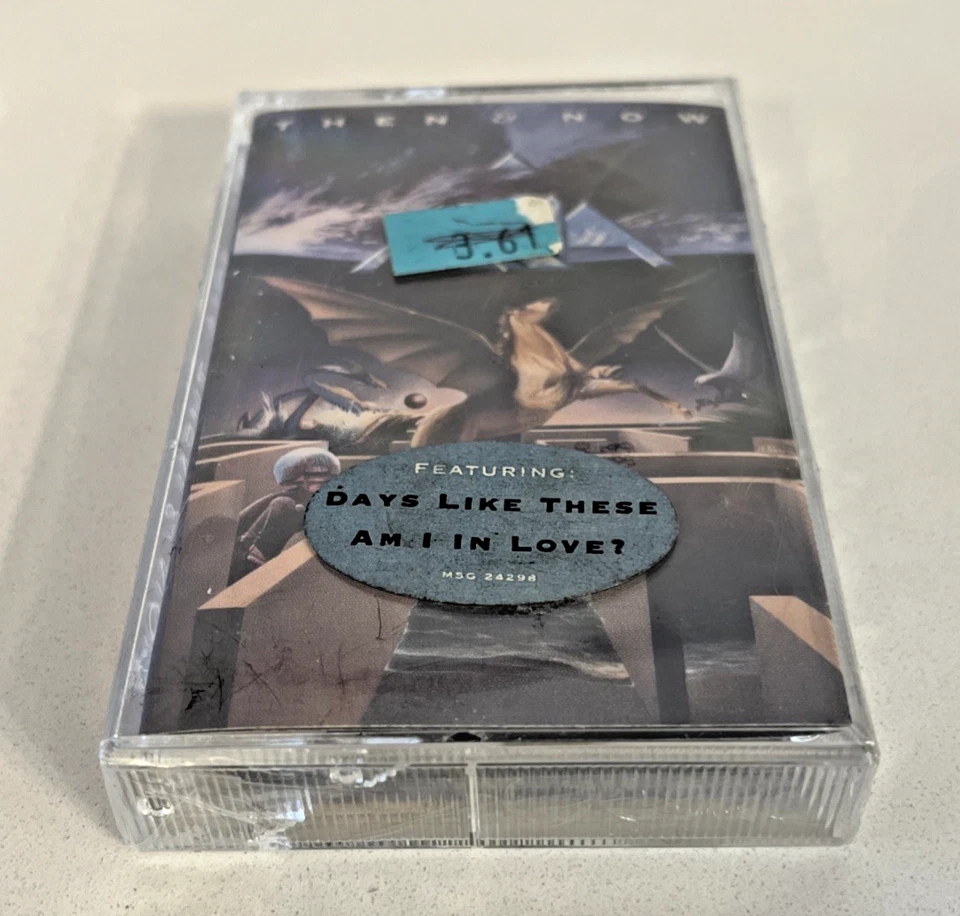 THEN & NOW
3.61
FEATURING:
DAYS LIKE THESE
AM I IN LOVE?
M5G 24298